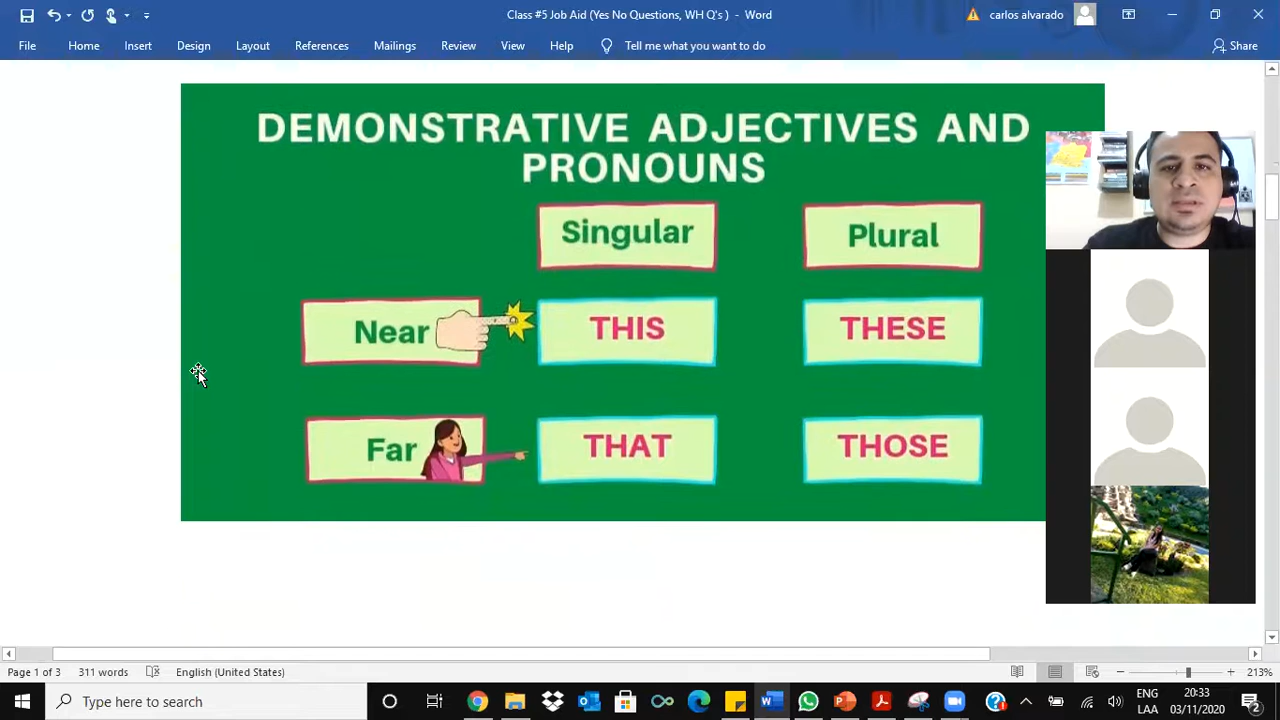 Class #5 Job Aid (Yes No Questions, WH Q's ) - Word
carlos alvarado
File Home Insert Design Layout References Mailings Review View Help Tell me what you want to do Share
DEMONSTRATIVE ADJECTIVES AND
PRONOUNS
Singular Plural
Near THIS THESE
Far THAT THOSE
Page 1 of 3 311 words English (United States) 213%
Type here to search
ENG 20:33
LAA 03/11/2020
2